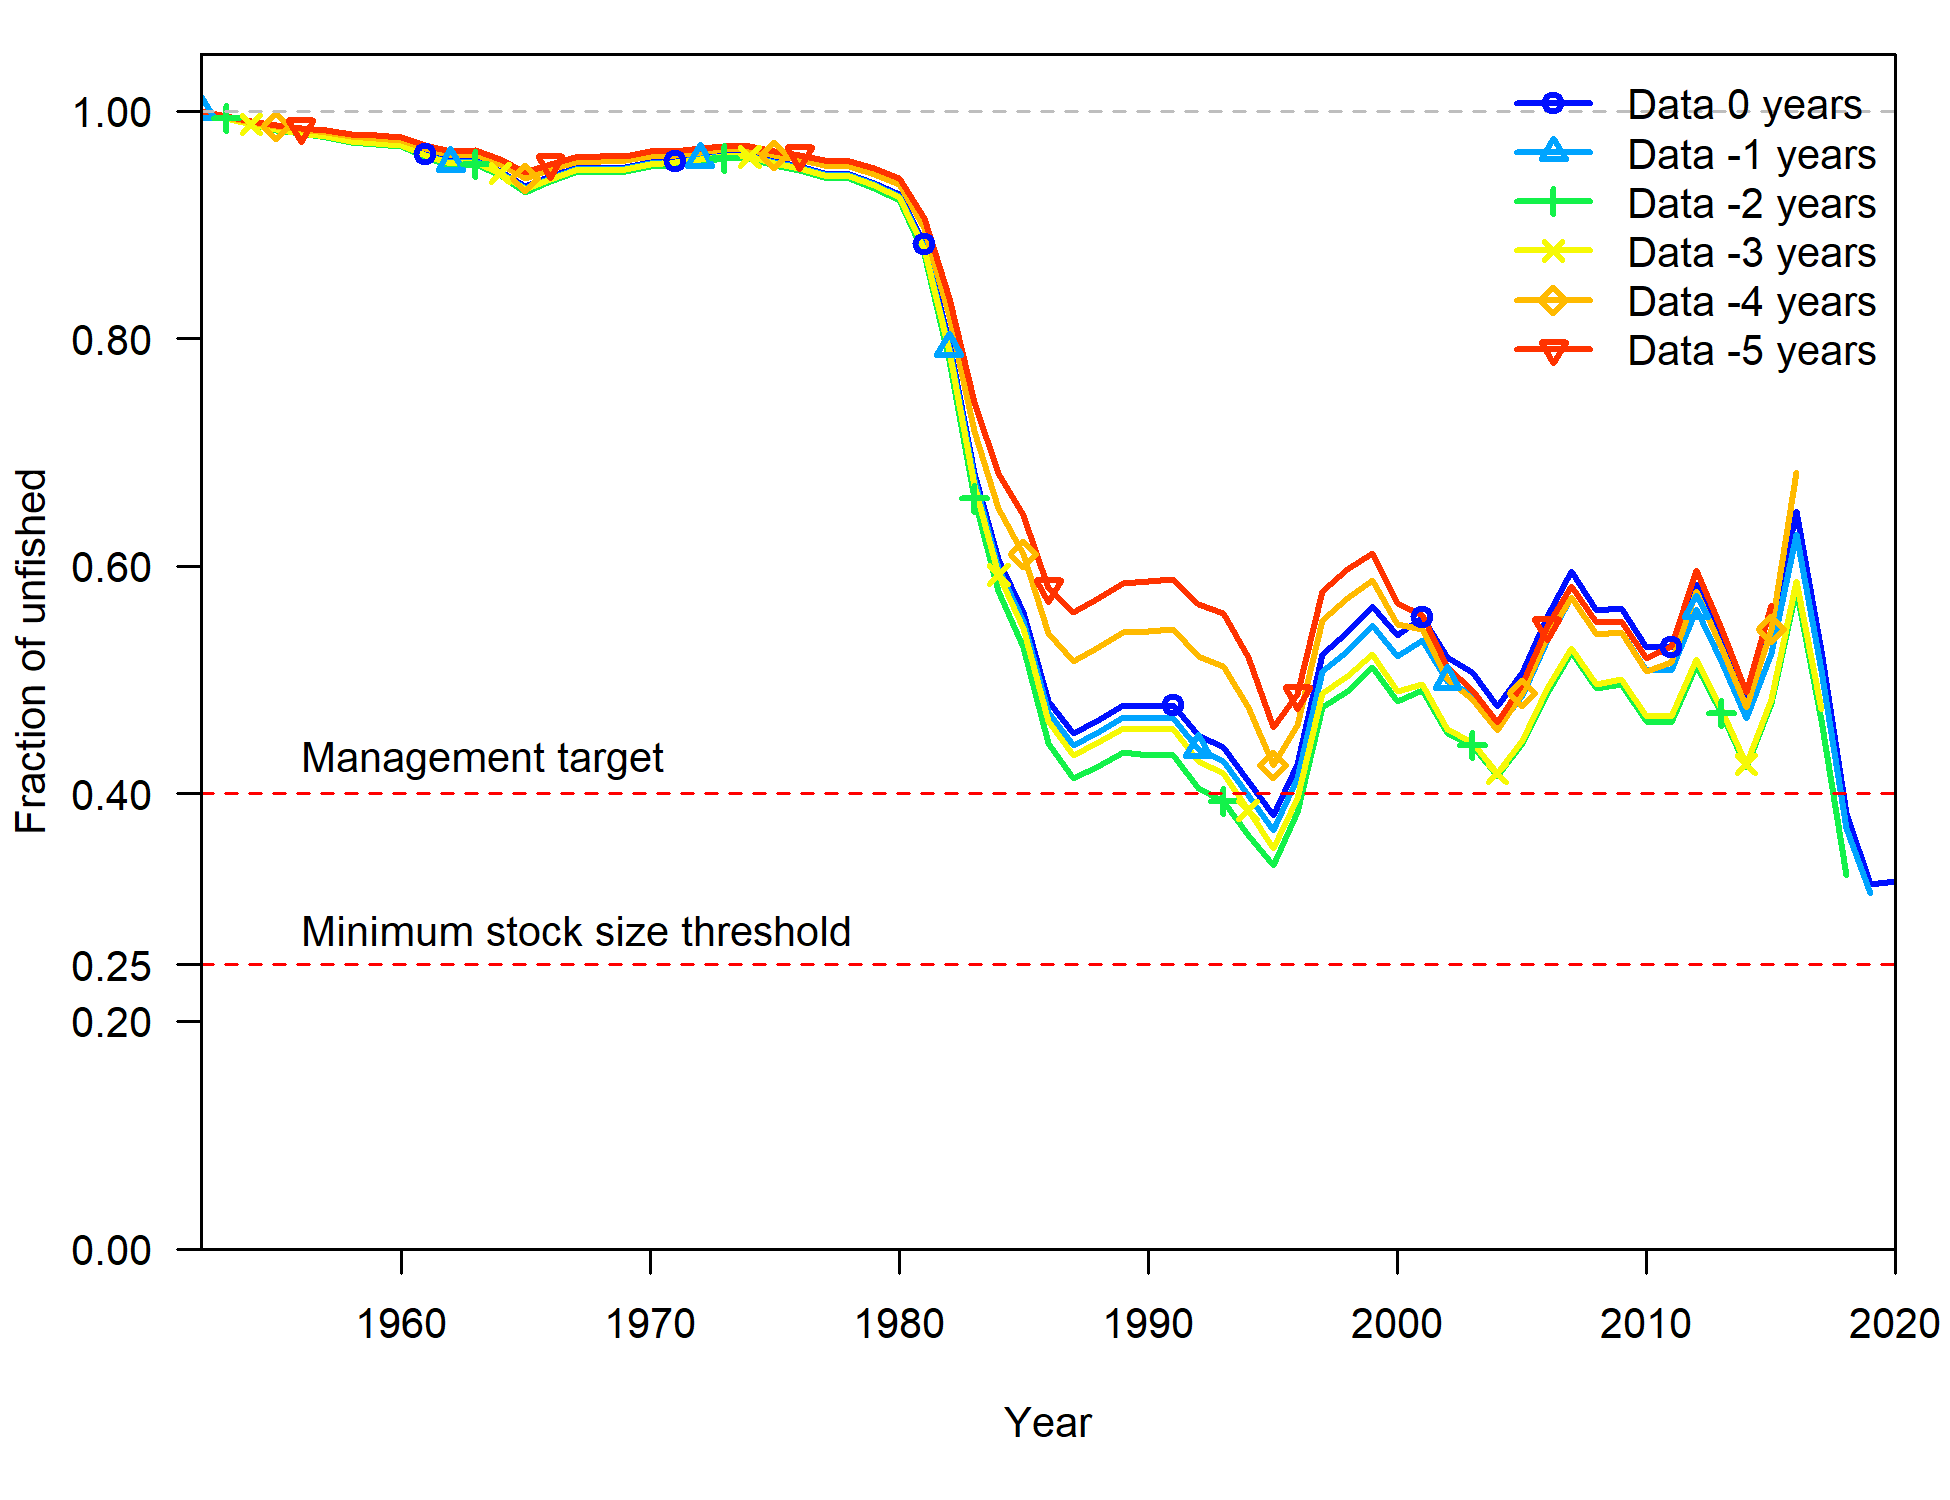 1.00
0.80
0.60
0.40
0.25
0.20
0.00
Fraction of unfished
Data 0 years
Data -1 years
Data -2 years
Data -3 years
Data -4 years
Data -5 years
Management target
Minimum stock size threshold
1960
1970
1980
1990
2000
2010
2020
Year